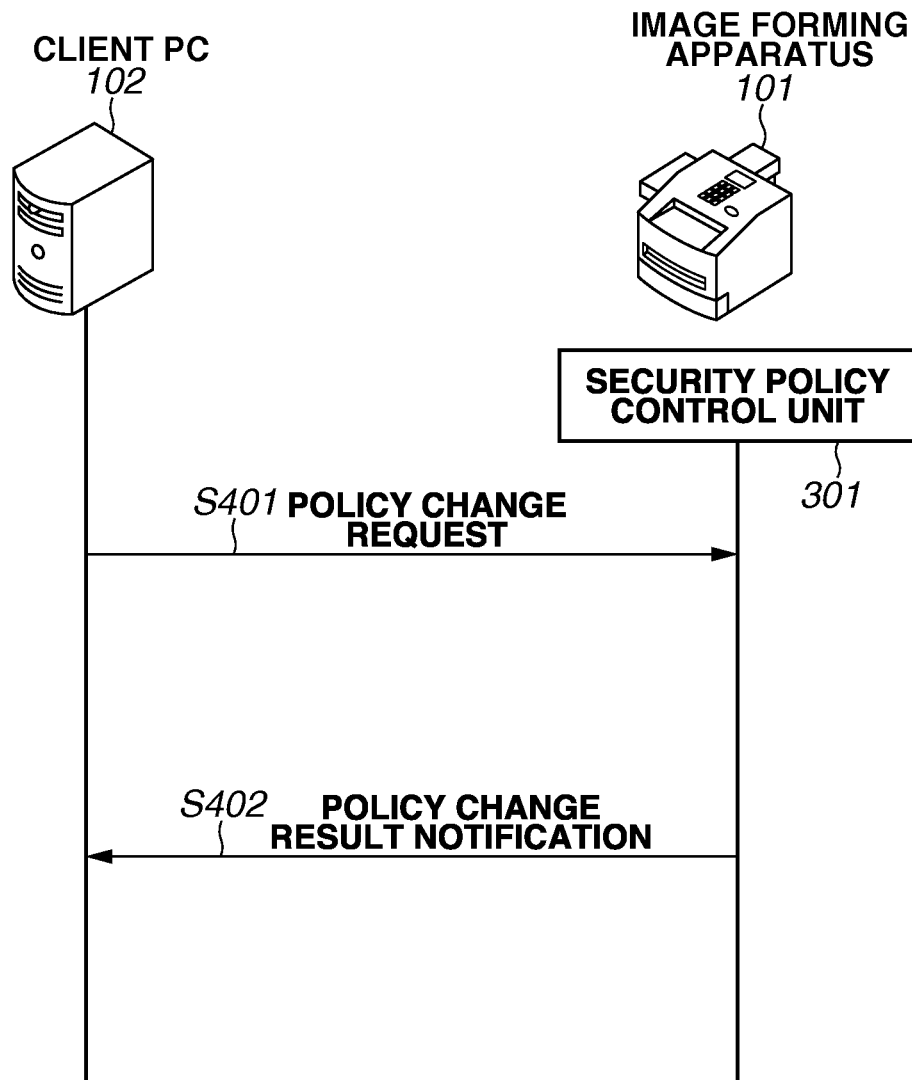 CLIENT PC
102
IMAGE FORMING
APPARATUS
101
SECURITY POLICY
CONTROL UNIT
301
S401
POLICY CHANGE
REQUEST
S402
POLICY CHANGE
RESULT NOTIFICATION